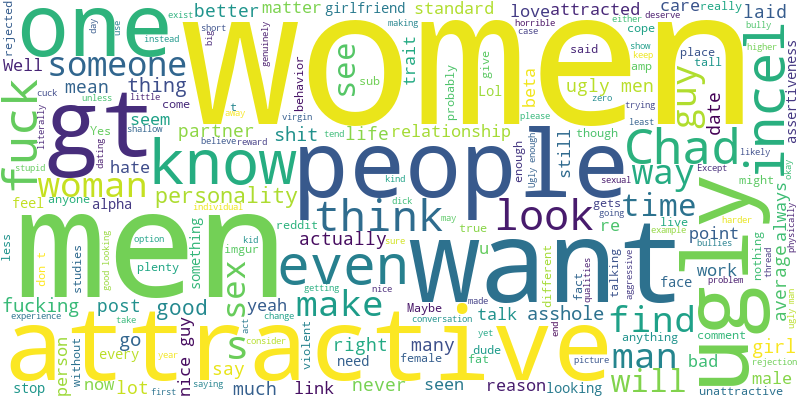 women
one
people
men
want
attractive
ugly
gt
know
incel
Chad
fuck
think
even
look
guy
someone
woman
make
find
man
will
way
time
see
sex
s
thing
better
girlfriend
matter
standard
love
attracted
care
really
laid
rejected
day
use
exist
instead
short
big
genuinely
making
horrible
case
said
either
show
keep
deserve
bully
higher
place
tall
cope
Well
mean
cuck
literally
unless
shallow
little
come
t
seem
behavior
believe
reward
virgin
away
partner
shit
tend
life
relationship
sub
trait
probably
give
Lol
beta
ugly men
amp
zero
trying
please
least
date
assertiveness
Yes
dating
hate
stupid
feel
anyone
alpha
personality
individual
kind
dick
Ugly enough
enough
still
though
sexual
gets
going
Except
physically
likely
might
okay
always
average
less
don t
studies
good looking
option
plenty
something
imgur
kid
reddit
actually
may
true
sure
u
re
different
example
fact
nice
aggressive
qualities
talking
live
point
bullies
harder
nothing
thread
face
work
problem
ugly man
fucking
post
good
yeah
getting
change
conversation
made
Maybe
talk
asshole
experience
take
person
without
every
go
nice guy
act
say
violent
right
need
many
female
yet
dude
fat
end
reason
picture
anything
comment
bad
girl
rejection
male
unattractive
stop
now
lot
year
first
saying
much
consider
link
never
seen
looking